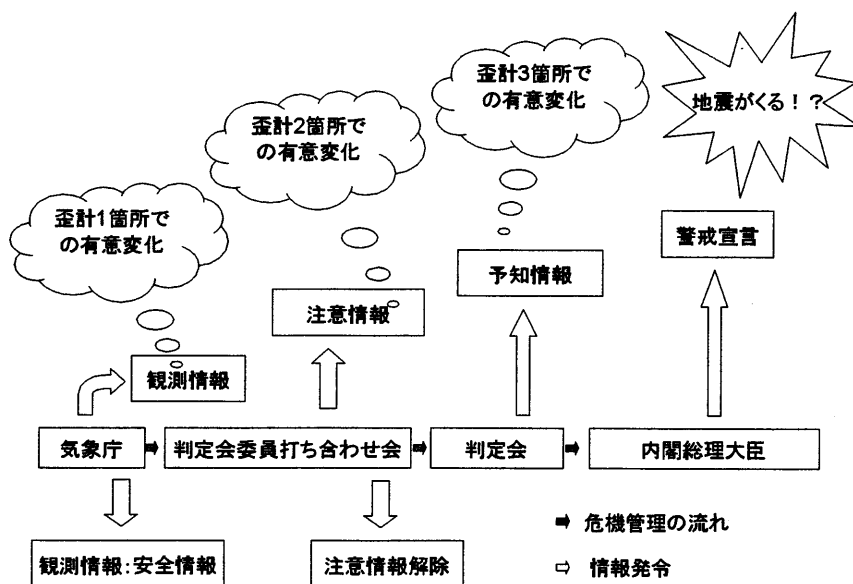 歪計3箇所で
の有意変化
地震がくる！？
歪計2箇所で
の有意変化
歪計1箇所で
の有意変化
警戒宣言
予知情報
注意情報
観測情報
気象庁
判定会委員打ち合わせ会
判定会
内閣総理大臣
観測情報:安全情報
注意情報解除
危機管理の流れ
情報発令